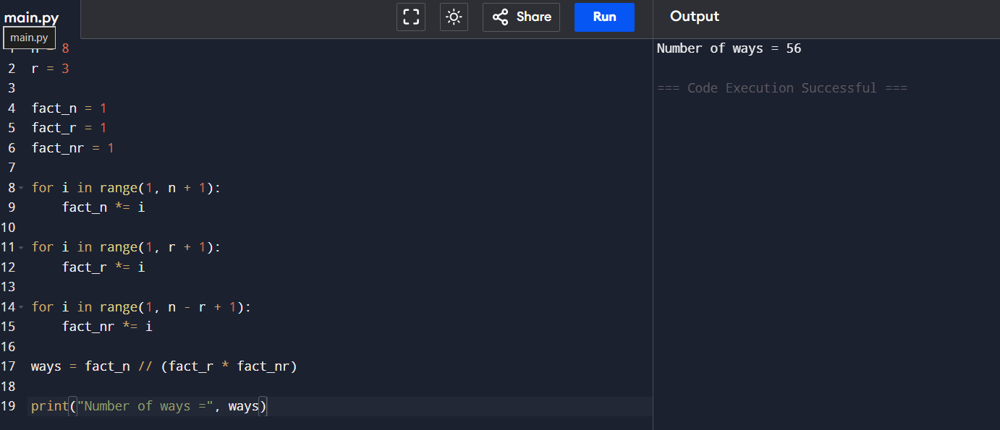 main.py
Share
Run
Output
main.py
8
2 r = 3
3
4 fact_n = 1
5 fact_r = 1
6 fact_nr = 1
7
8 for i in range(1, n + 1):
9     fact_n *= i
10
11 for i in range(1, r + 1):
12     fact_r *= i
13
14 for i in range(1, n - r + 1):
15     fact_nr *= i
16
17 ways = fact_n // (fact_r * fact_nr)
18
19 print("Number of ways =", ways)
Number of ways = 56
=== Code Execution Successful ===